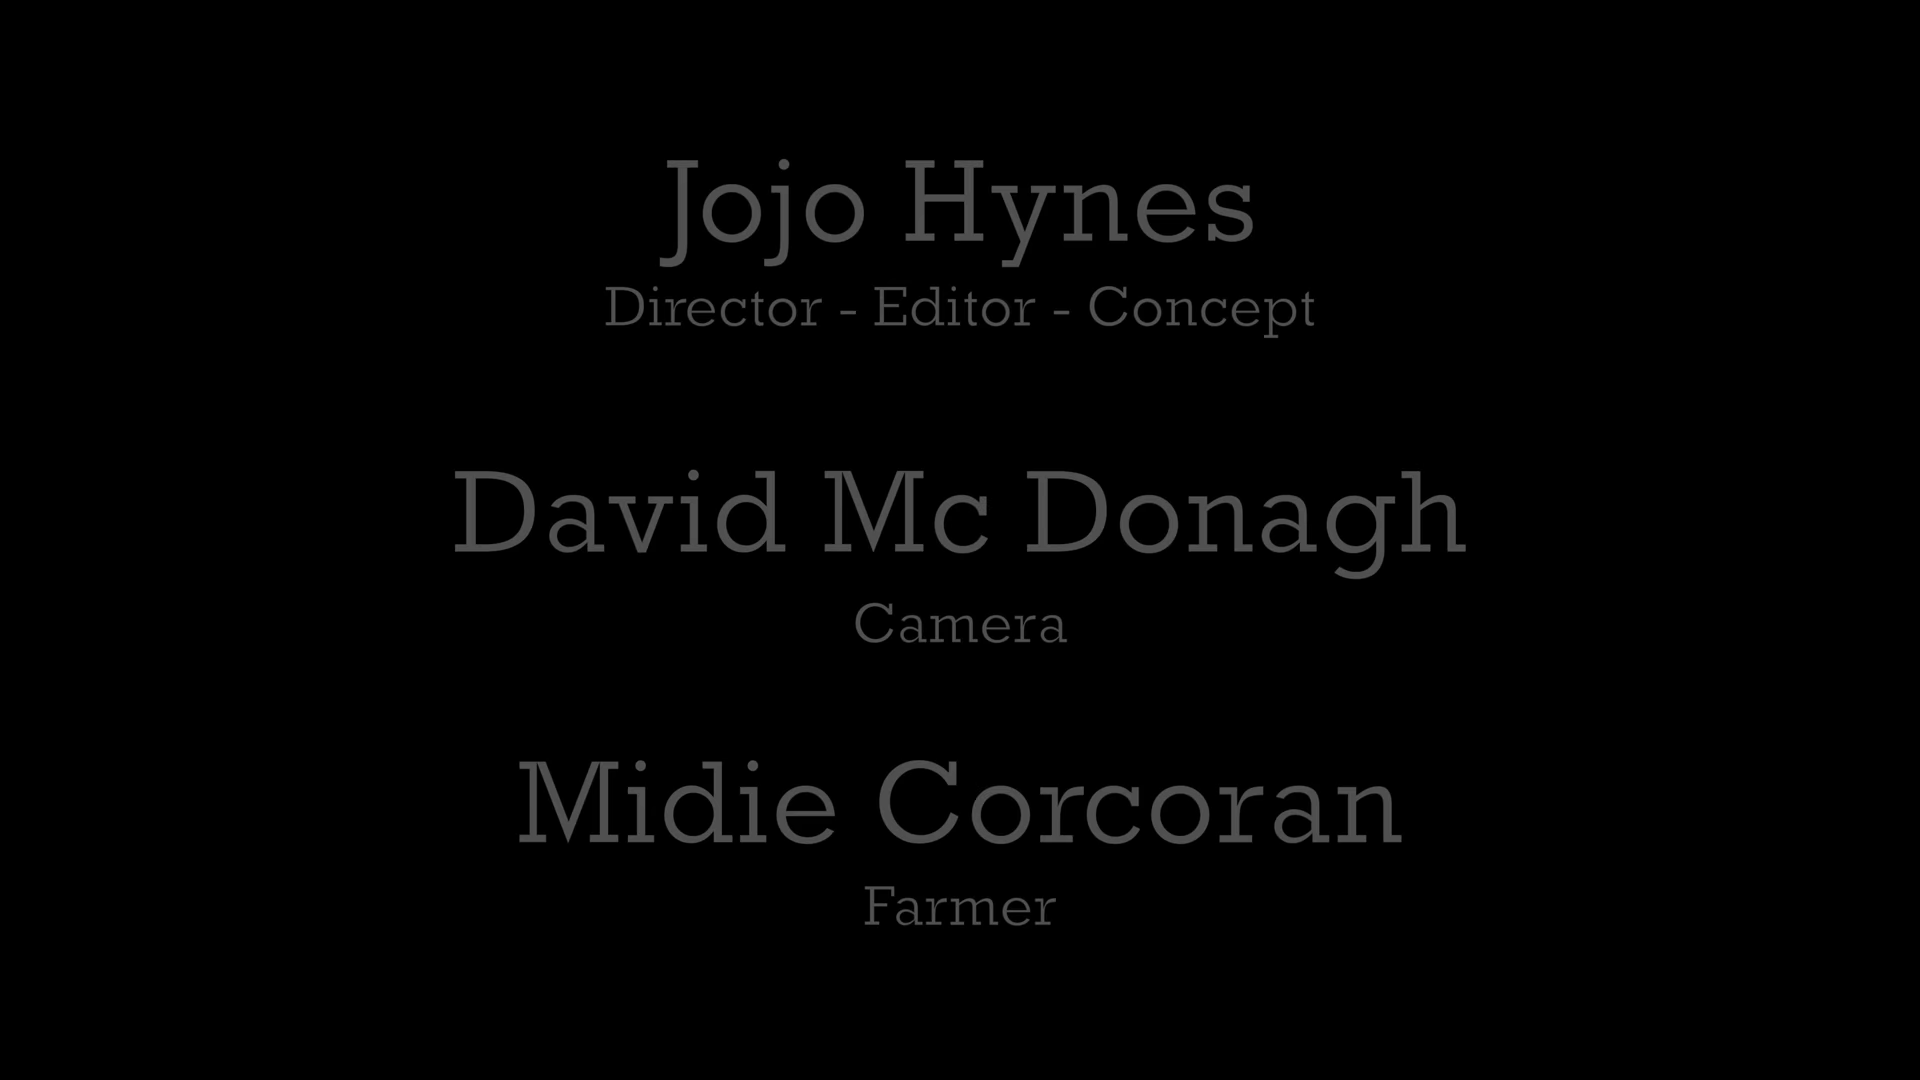 Jojo Hynes
Director - Editor - Concept
David Mc Donagh
Camera
Midie Corcoran
Farmer